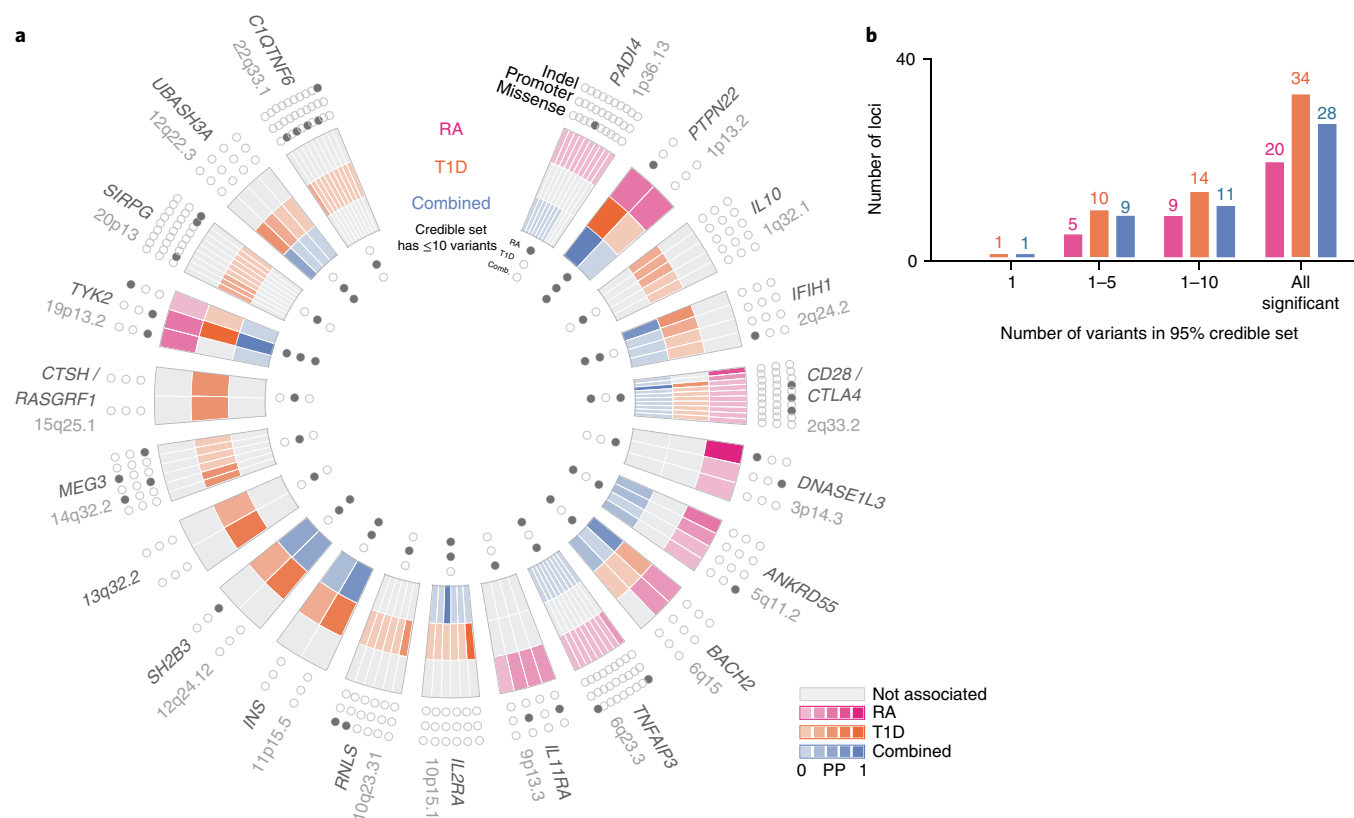 a
RA
T1D
Combined
Credible set
has ≤10 variants
RA
T1D
Comb.
Indel
Promoter
Missense
PADI4
1p36.13
PTPN22
1p13.2
IL10
1q32.1
IFIH1
2q24.2
CD28 /
CTLA4
2q33.2
DNASE1L3
3p14.3
ANKRD55
5q11.2
BACH2
6q15
TNFAIP3
6q23.3
IL11RA
9p13.3
IL2RA
10p15.1
RNLS
10q23.31
INS
11p15.5
SH2B3
12q24.12
13q32.2
MEG3
14q32.2
CTSH /
RASGRF1
15q25.1
TYK2
19p13.2
SIRPG
20p13
UBASH3A
12q22.3
C1QTNF6
22q33.1
Not associated
RA
T1D
Combined
0 PP 1
b
Number of loci
40
0
1 1
5 10 9
9 14 11
20 34 28
1 1–5 1–10 All
significant
Number of variants in 95% credible set